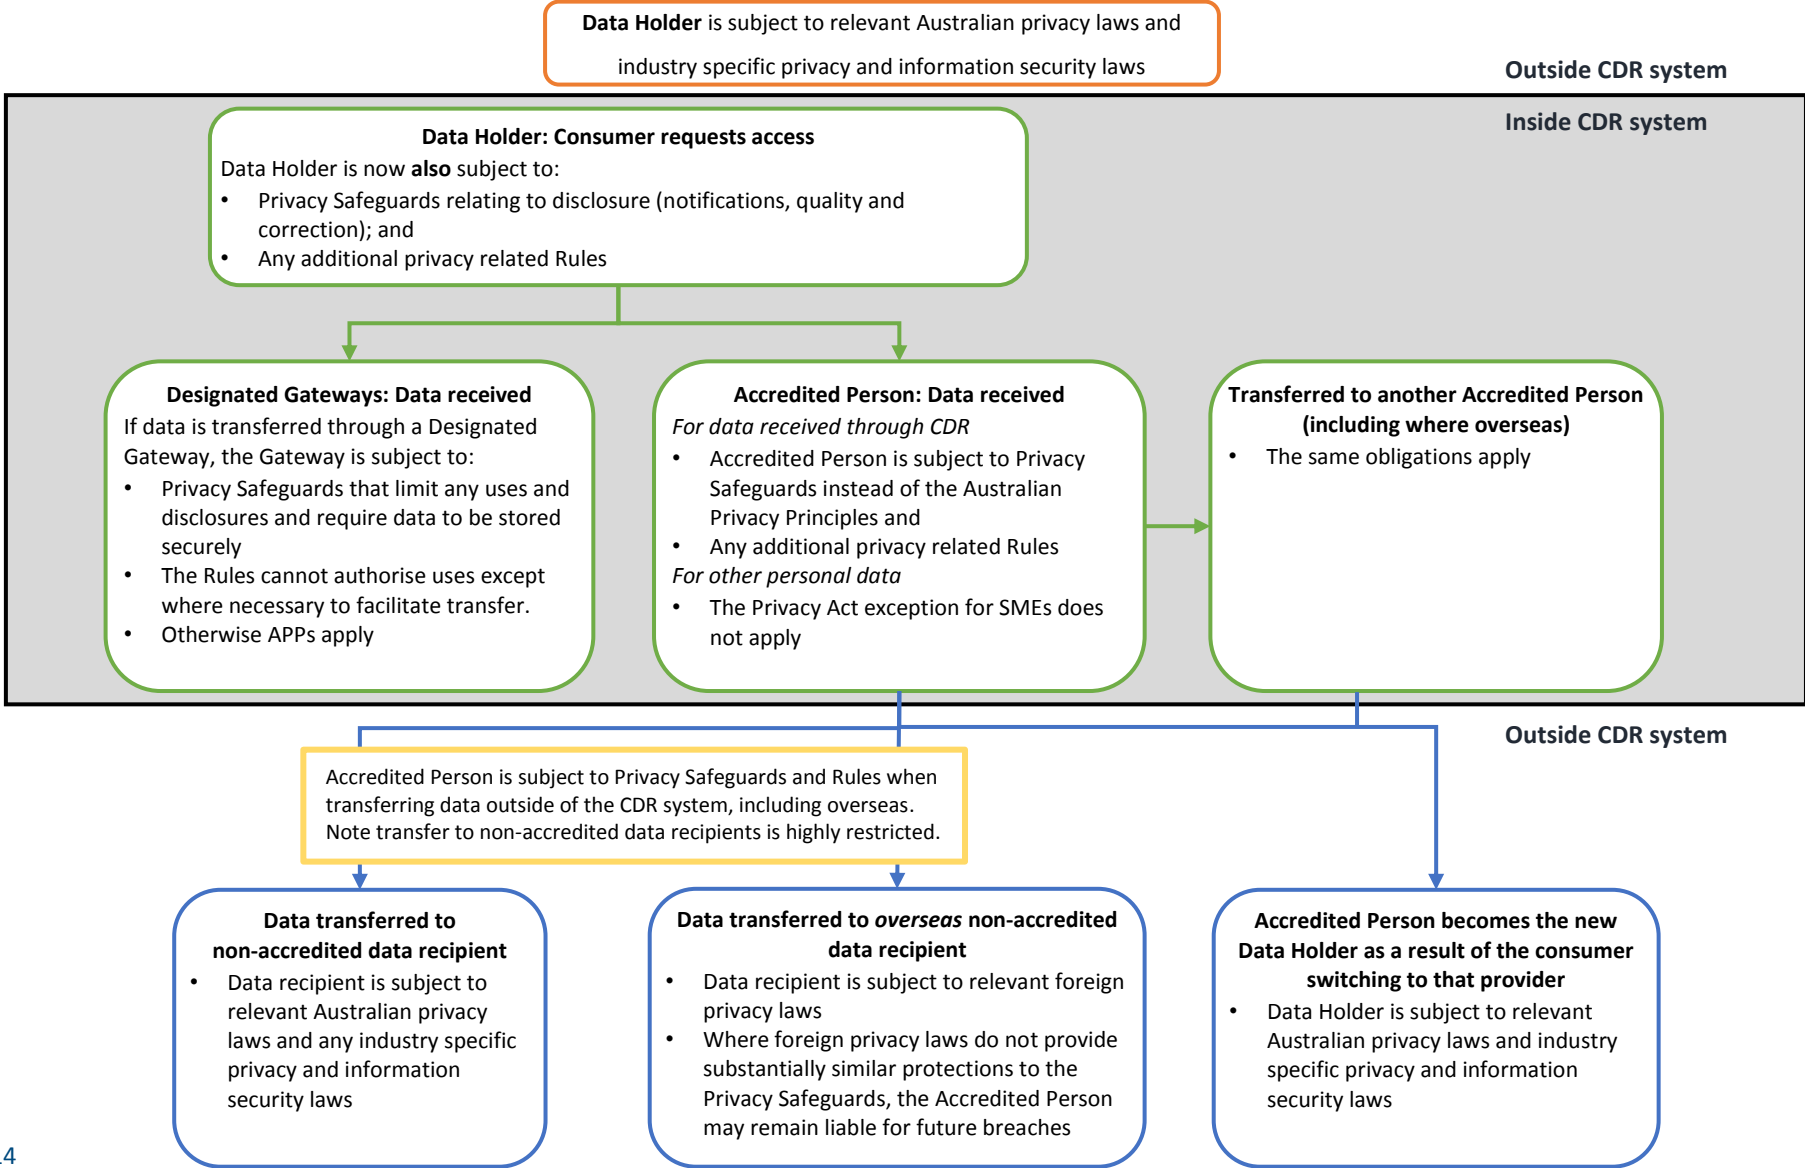 Data Holder is subject to relevant Australian privacy laws and
industry specific privacy and information security laws
Outside CDR system
Inside CDR system
Data Holder: Consumer requests access
Data Holder is now also subject to:
• Privacy Safeguards relating to disclosure (notifications, quality and
correction); and
• Any additional privacy related Rules
Designated Gateways: Data received
If data is transferred through a Designated
Gateway, the Gateway is subject to:
• Privacy Safeguards that limit any uses and
disclosures and require data to be stored
securely
• The Rules cannot authorise uses except
where necessary to facilitate transfer.
• Otherwise APPs apply
Accredited Person: Data received
For data received through CDR
• Accredited Person is subject to Privacy
Safeguards instead of the Australian
Privacy Principles and
• Any additional privacy related Rules
For other personal data
• The Privacy Act exception for SMEs does
not apply
Transferred to another Accredited Person
(including where overseas)
• The same obligations apply
Outside CDR system
Accredited Person is subject to Privacy Safeguards and Rules when
transferring data outside of the CDR system, including overseas.
Note transfer to non-accredited data recipients is highly restricted.
Data transferred to
non-accredited data recipient
• Data recipient is subject to
relevant Australian privacy
laws and any industry specific
privacy and information
security laws
Data transferred to overseas non-accredited
data recipient
• Data recipient is subject to relevant foreign
privacy laws
• Where foreign privacy laws do not provide
substantially similar protections to the
Privacy Safeguards, the Accredited Person
may remain liable for future breaches
Accredited Person becomes the new
Data Holder as a result of the consumer
switching to that provider
• Data Holder is subject to relevant
Australian privacy laws and industry
specific privacy and information
security laws
4